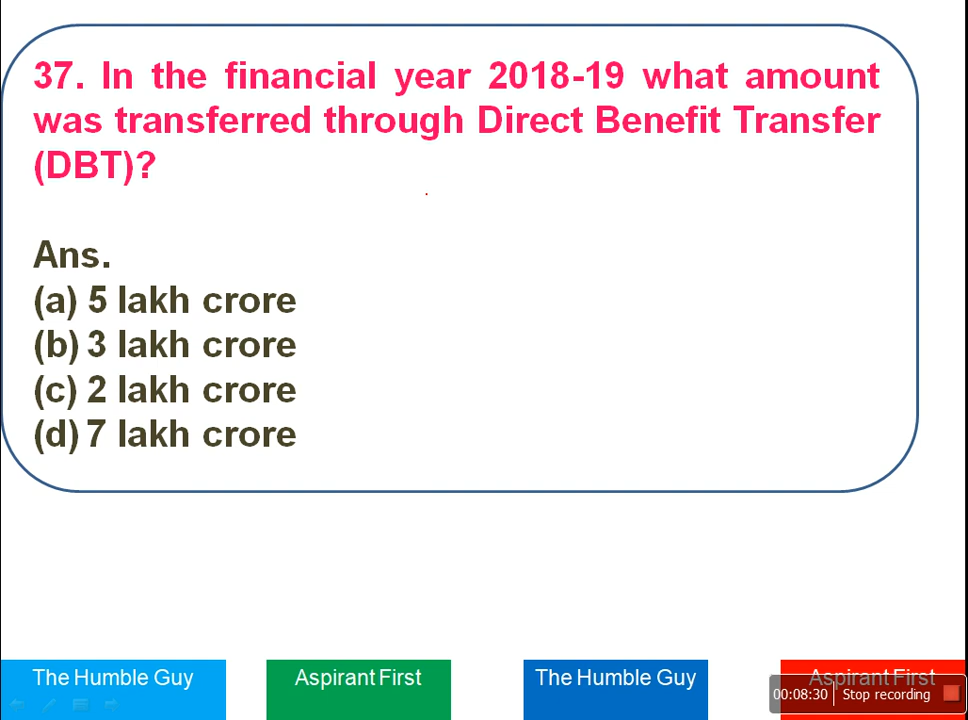 37. In the financial year 2018-19 what amount
was transferred through Direct Benefit Transfer
(DBT)?
Ans.
(a) 5 lakh crore
(b) 3 lakh crore
(c) 2 lakh crore
(d) 7 lakh crore
The Humble Guy
Aspirant First
The Humble Guy
Aspirant First
00:08:30 Stop recording